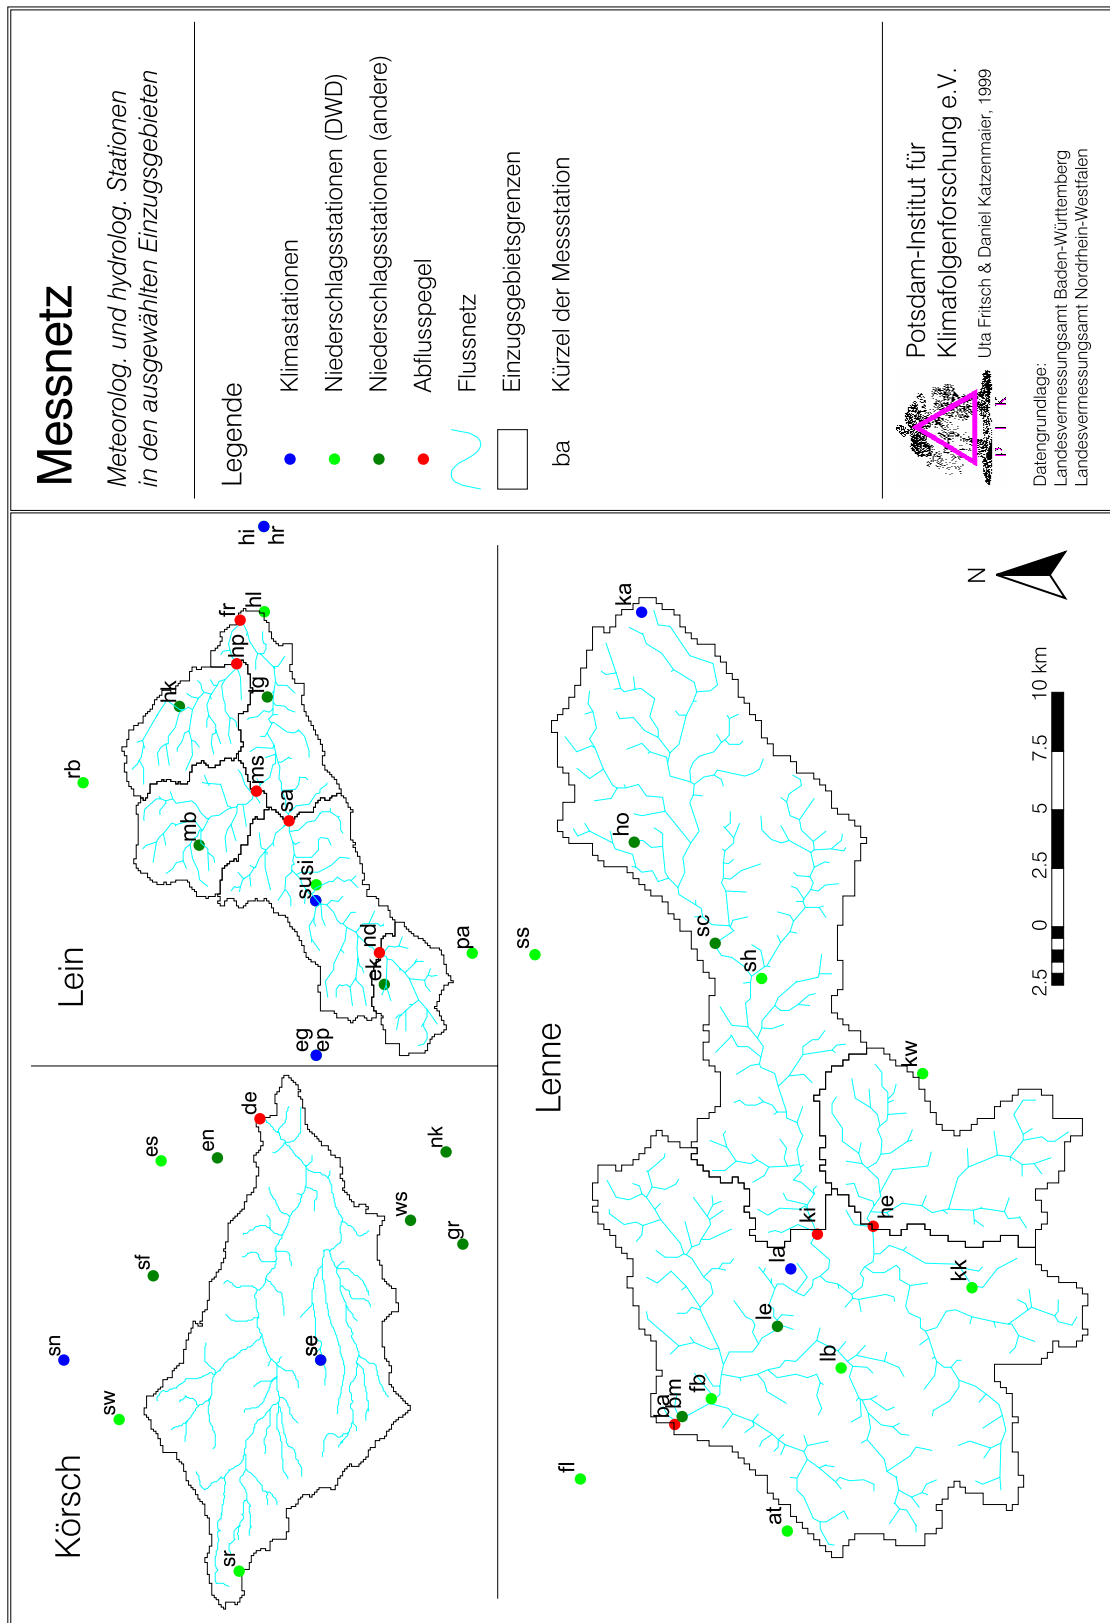 Messnetz
Meteorolog. und hydrolog. Stationen
in den ausgewählten Einzugsgebieten
Legende
Klimastationen
Niederschlagsstationen (DWD)
Niederschlagsstationen (andere)
Abflusspegel
Flussnetz
Einzugsgebietsgrenzen
ba
Kürzel der Messstation
Potsdam-Institut für
Klimafolgenforschung e.V.
Uta Fritsch & Daniel Katzenmaier, 1999
P I K
Datengrundlage:
Landesvermessungsamt Baden-Württemberg
Landesvermessungsamt Nordrhein-Westfalen
Körsch
sn
sw
sf
es
en
sr
de
se
ws
gr
nk
Lein
rb
hk
mb
hp
fr
hl
hi
hr
lg
ms
sa
su
si
nd
ek
eg
ep
pa
Lenne
ss
fl
ka
ho
sc
sh
ba
bm
fb
le
la
ki
at
lb
he
kw
kk
N
2.5
0
2.5
5
7.5
10 km